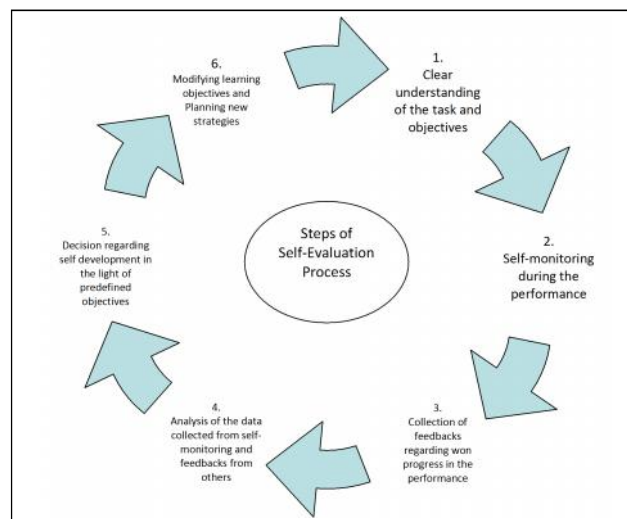 Steps of
Self-Evaluation
Process
1.
Clear
understanding
of the task and
objectives
2.
Self-monitoring
during the
performance
3.
Collection of
feedbacks
regarding won
progress in the
performance
4.
Analysis of the data
collected from self-
monitoring and
feedbacks from
others
5.
Decision regarding
self development in
the light of
predefined
objectives
6.
Modifying learning
objectives and
Planning new
strategies